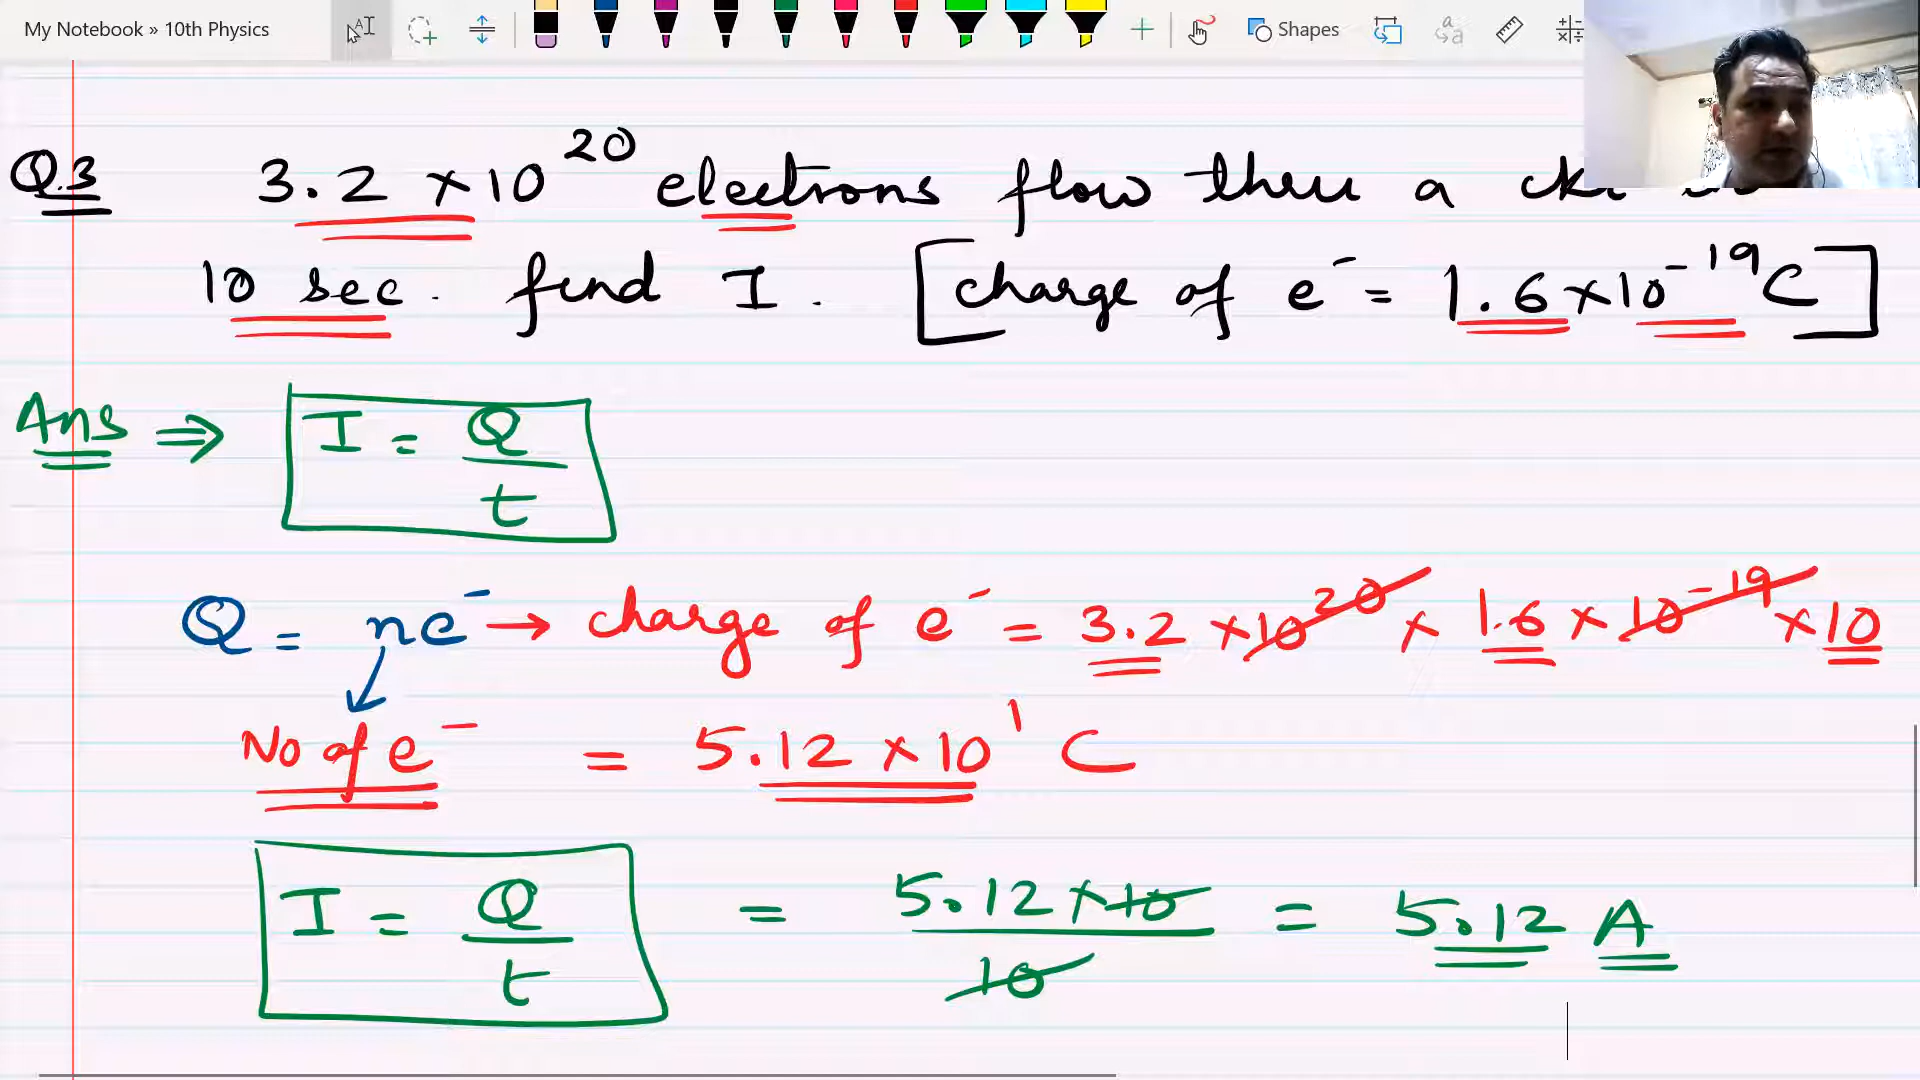 My Notebook » 10th Physics
Shapes
Q.3 3.2 × 10^20 electrons flow thru a
10 sec. find I. [charge of e⁻ = 1.6×10⁻¹⁹C]
Ans ⇒ I = Q/t
Q = ne⁻ → charge of e⁻ = 3.2 ×10^20 × 1.6 × 10^-19 × 10
No of e⁻ = 5.12 × 10^1 C
I = Q/t = 5.12 × 10/10 = 5.12 A